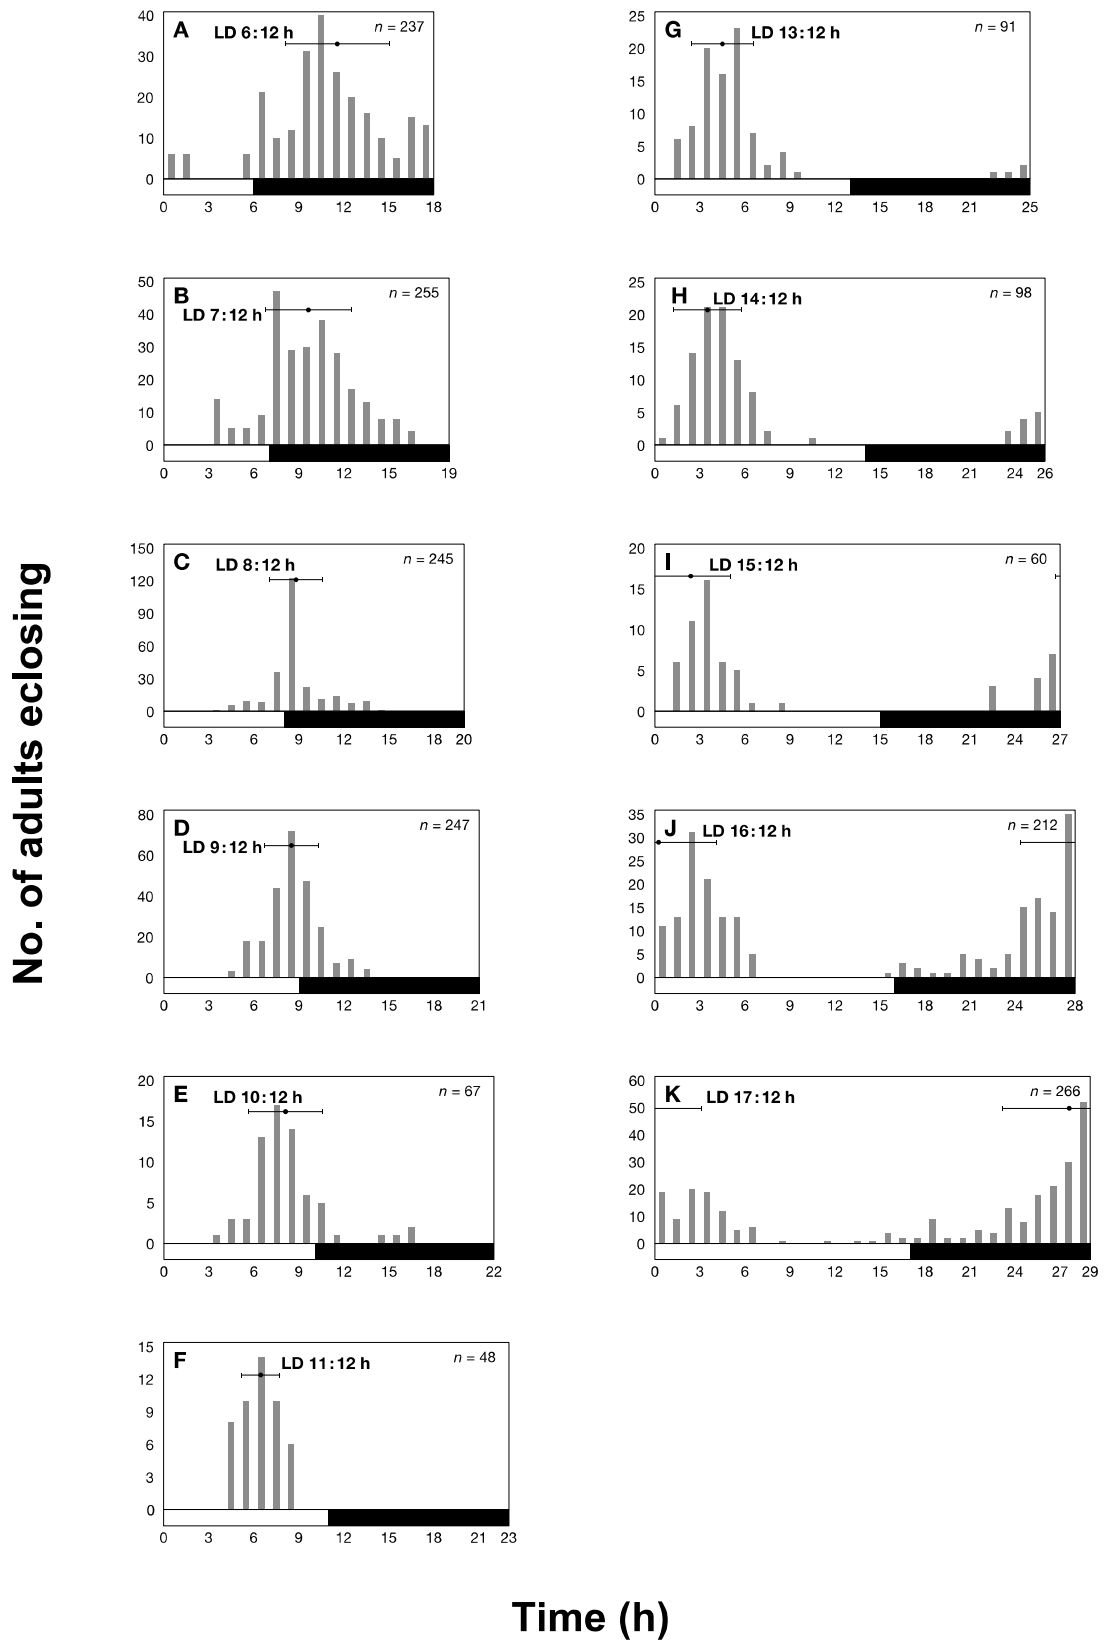 No. of adults eclosing
A
LD 6:12 h
n = 237
40
30
20
10
0
0 3 6 9 12 15 18
B
LD 7:12 h
n = 255
50
40
30
20
10
0
0 3 6 9 12 15 19
C
LD 8:12 h
n = 245
150
120
90
60
30
0
0 3 6 9 12 15 18 20
D
LD 9:12 h
n = 247
80
60
40
20
0
0 3 6 9 12 15 18 21
E
LD 10:12 h
n = 67
20
15
10
5
0
0 3 6 9 12 15 18 22
F
LD 11:12 h
n = 48
15
12
9
6
3
0
0 3 6 9 12 15 18 21 23
G
LD 13:12 h
n = 91
25
20
15
10
5
0
0 3 6 9 12 15 18 21 25
H
LD 14:12 h
n = 98
25
20
15
10
5
0
0 3 6 9 12 15 18 21 24 26
I
LD 15:12 h
n = 60
20
15
10
5
0
0 3 6 9 12 15 18 21 24 27
J
LD 16:12 h
n = 212
35
30
25
20
15
10
5
0
0 3 6 9 12 15 18 21 24 28
K
LD 17:12 h
n = 266
60
50
40
30
20
10
0
0 3 6 9 12 15 18 21 24 27 29
Time (h)